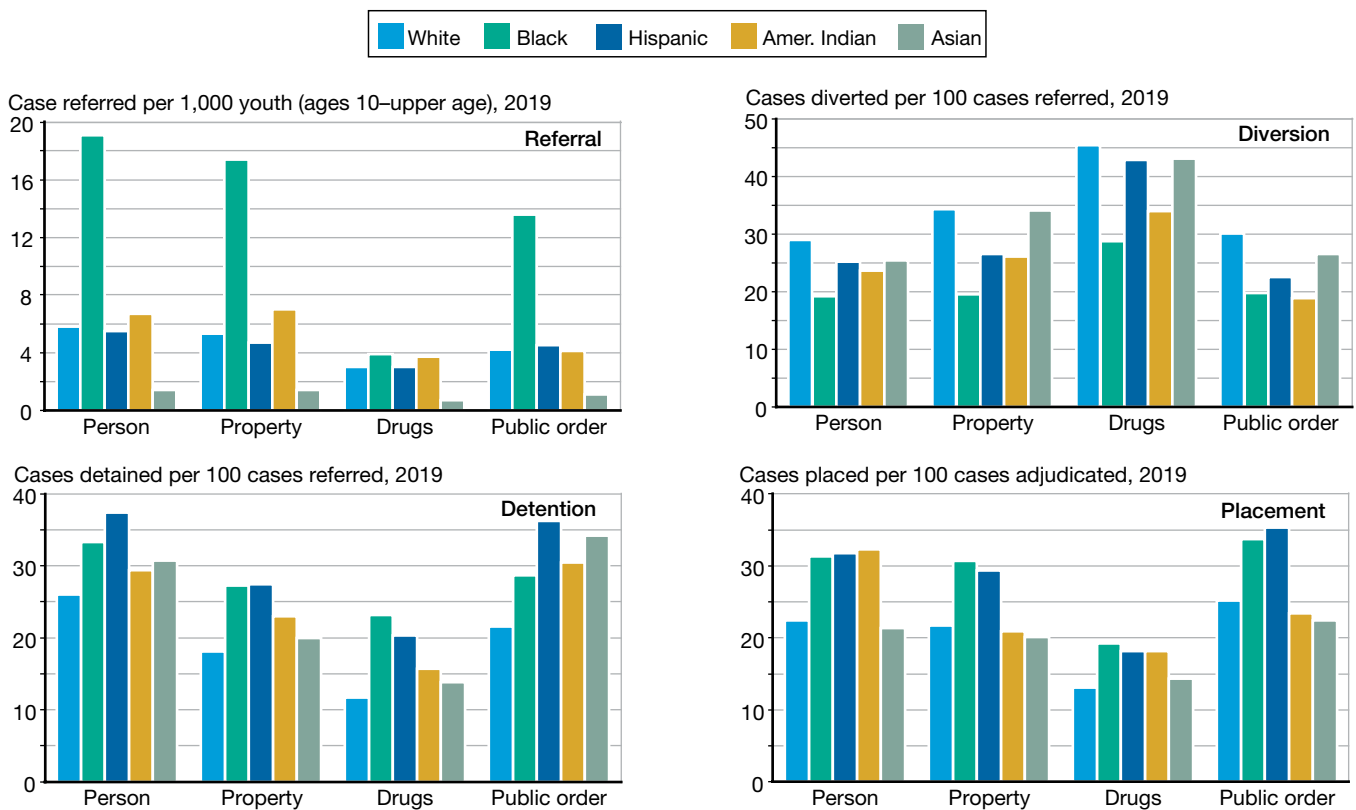 White Black Hispanic Amer. Indian Asian
Case referred per 1,000 youth (ages 10–upper age), 2019
Referral
20
16
12
8
4
0
Person Property Drugs Public order
Cases diverted per 100 cases referred, 2019
Diversion
50
40
30
20
10
0
Person Property Drugs Public order
Cases detained per 100 cases referred, 2019
Detention
40
30
20
10
0
Person Property Drugs Public order
Cases placed per 100 cases adjudicated, 2019
Placement
40
30
20
10
0
Person Property Drugs Public order